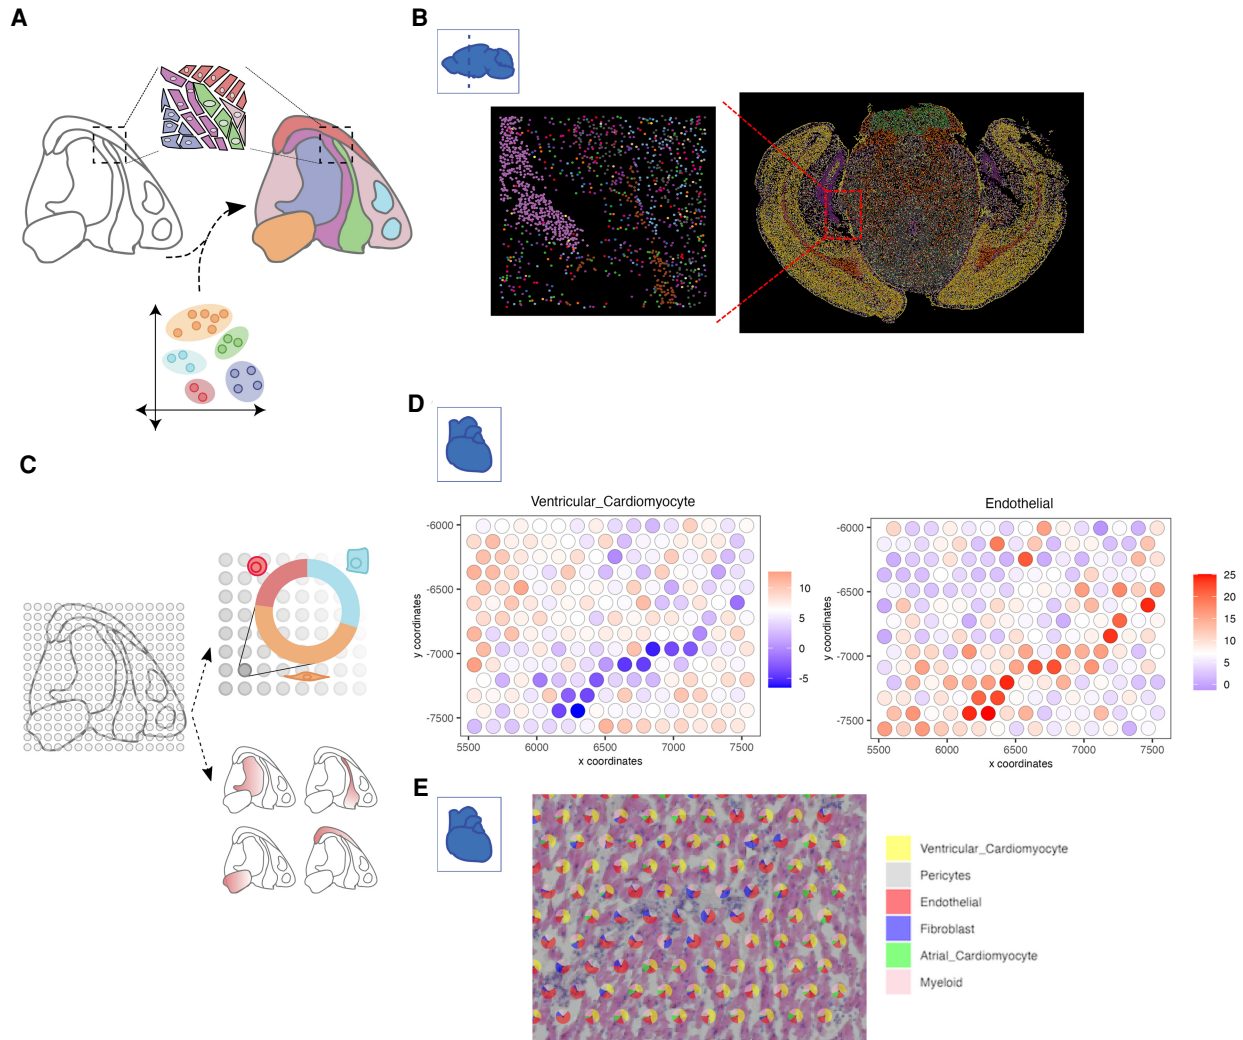 A
B
C
D
Ventricular_Cardiomyocyte
-6000
-6500
-7000
-7500
y coordinates
5500
6000
6500
7000
7500
x coordinates
10
5
0
-5
Endothelial
-6000
-6500
-7000
-7500
y coordinates
5500
6000
6500
7000
7500
x coordinates
25
20
15
10
5
0
E
Ventricular_Cardiomyocyte
Pericytes
Endothelial
Fibroblast
Atrial_Cardiomyocyte
Myeloid